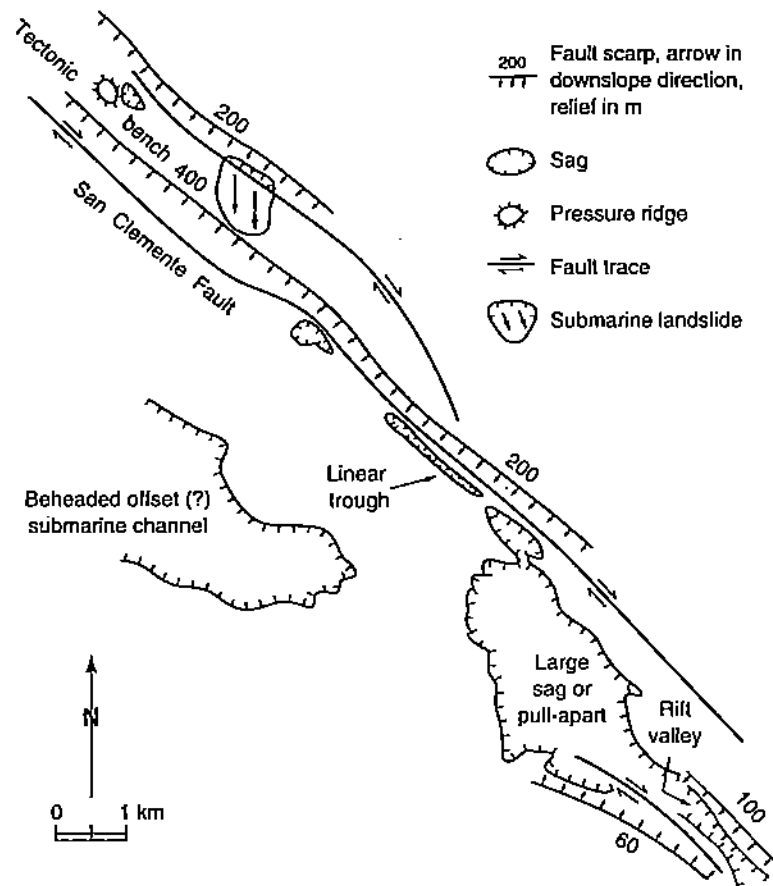 Tectonic
bench
400
200
San Clemente Fault
200
Fault scarp, arrow in
downslope direction,
relief in m
Sag
Pressure ridge
Fault trace
Submarine landslide
Linear
trough
200
Beheaded offset (?)
submarine channel
Large
sag or
pull-apart
Rift
valley
100
60
N
0 1 km